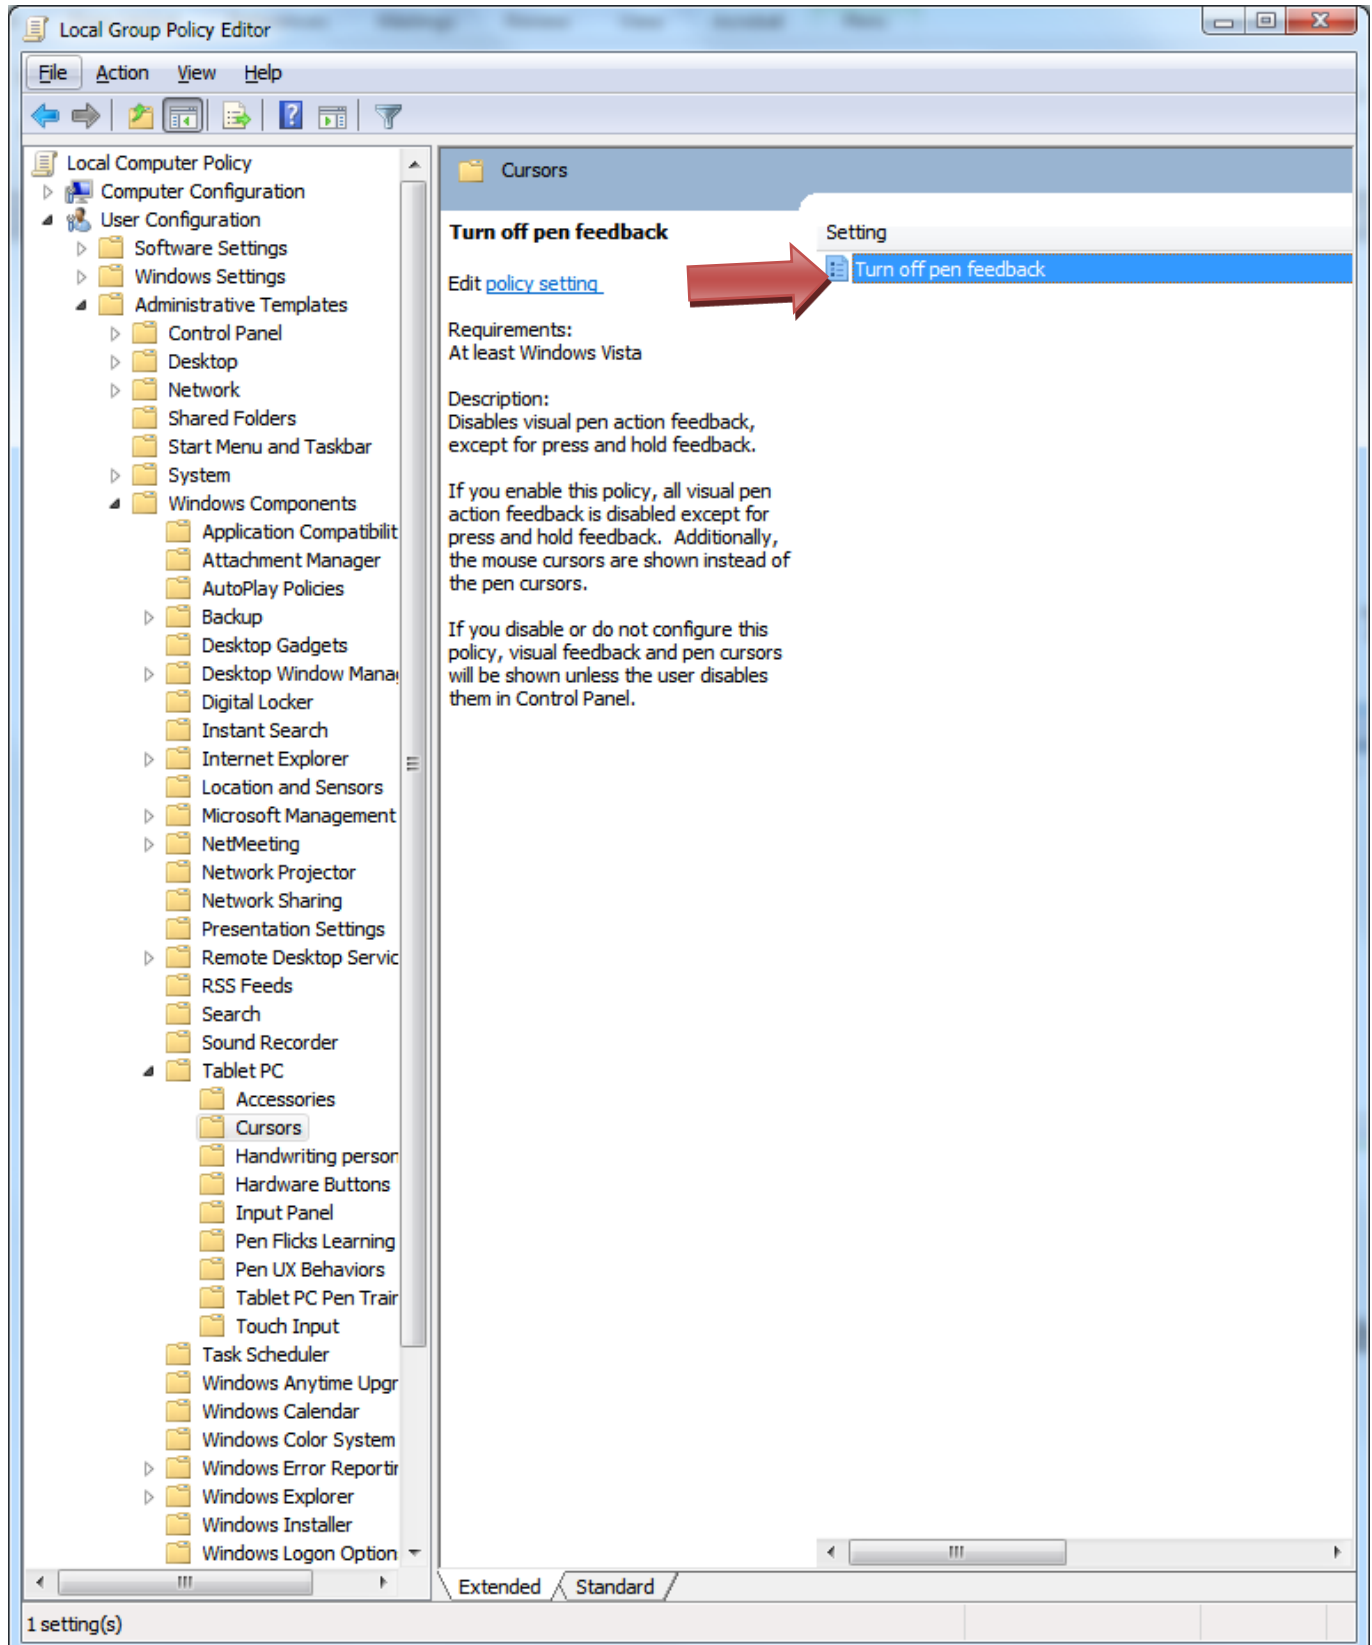 Local Group Policy Editor
File Action View Help
Local Computer Policy
Computer Configuration
User Configuration
Software Settings
Windows Settings
Administrative Templates
Control Panel
Desktop
Network
Shared Folders
Start Menu and Taskbar
System
Windows Components
Application Compatibilit
Attachment Manager
AutoPlay Policies
Backup
Desktop Gadgets
Desktop Window Mana
Digital Locker
Instant Search
Internet Explorer
Location and Sensors
Microsoft Management
NetMeeting
Network Projector
Network Sharing
Presentation Settings
Remote Desktop Servic
RSS Feeds
Search
Sound Recorder
Tablet PC
Accessories
Cursors
Handwriting person
Hardware Buttons
Input Panel
Pen Flicks Learning
Pen UX Behaviors
Tablet PC Pen Trair
Touch Input
Task Scheduler
Windows Anytime Upgr
Windows Calendar
Windows Color System
Windows Error Reportir
Windows Explorer
Windows Installer
Windows Logon Option
Cursors
Turn off pen feedback
Edit policy setting
Requirements:
At least Windows Vista
Description:
Disables visual pen action feedback,
except for press and hold feedback.
If you enable this policy, all visual pen
action feedback is disabled except for
press and hold feedback. Additionally,
the mouse cursors are shown instead of
the pen cursors.
If you disable or do not configure this
policy, visual feedback and pen cursors
will be shown unless the user disables
them in Control Panel.
Setting
Turn off pen feedback
Extended Standard
1 setting(s)